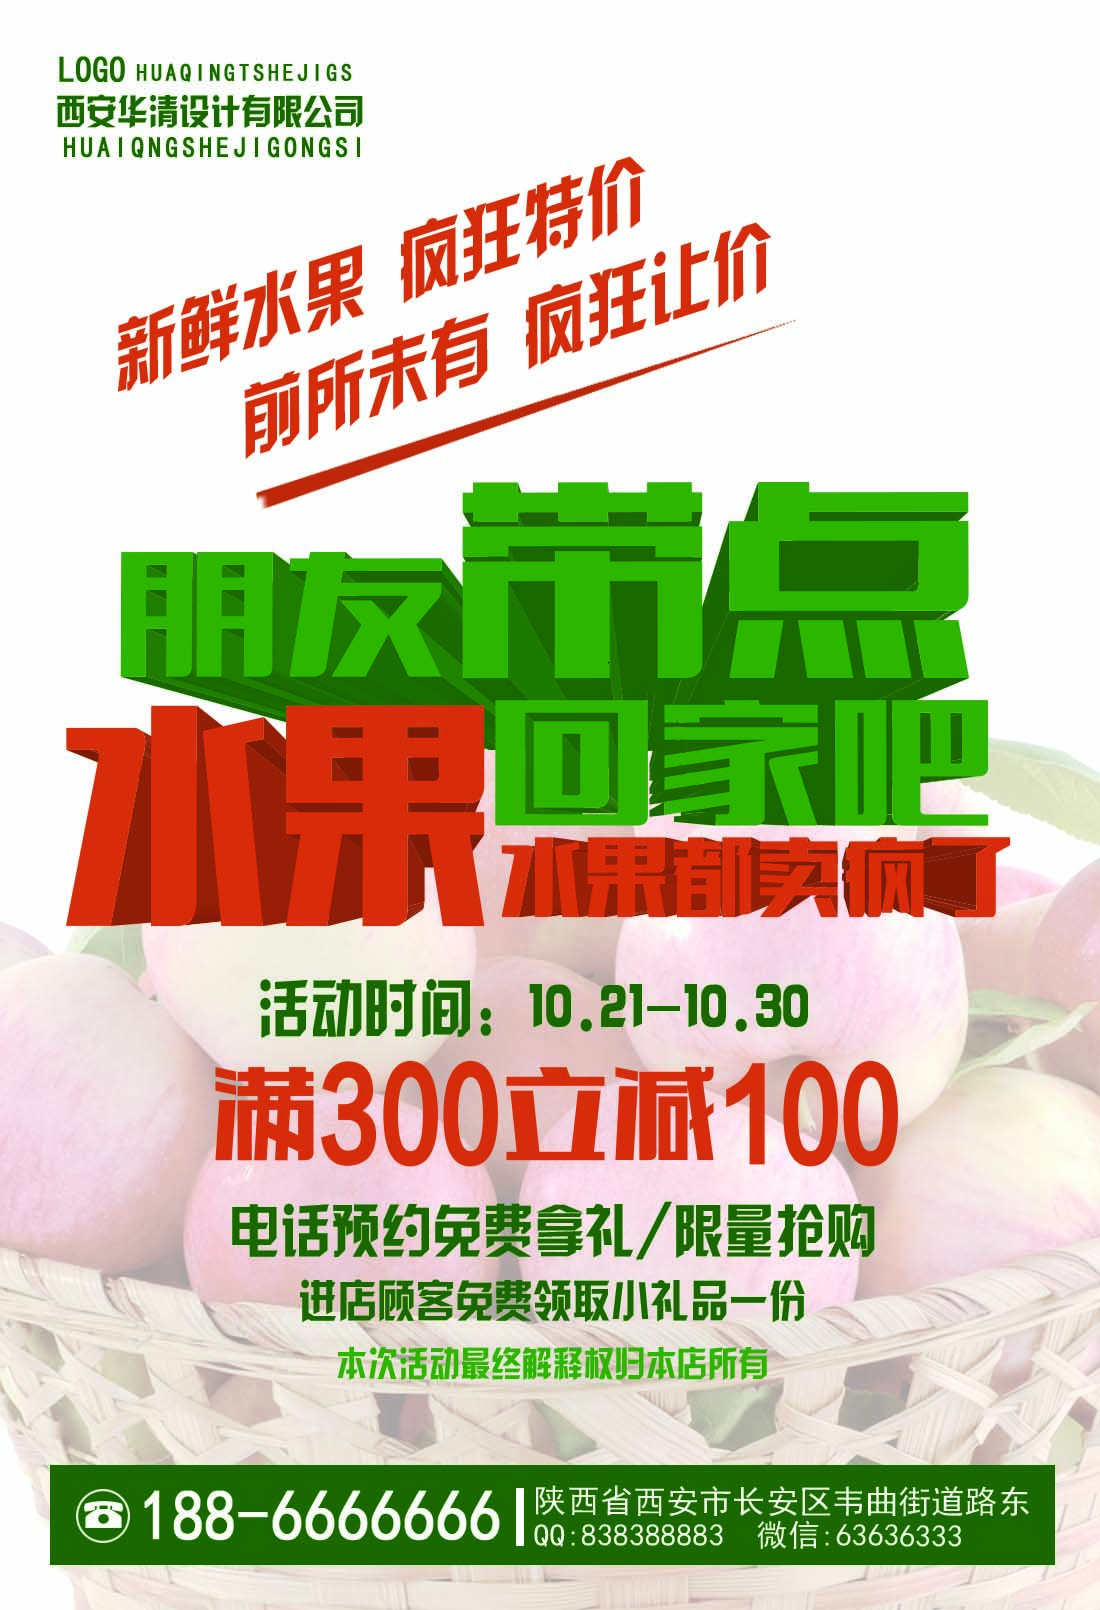 LOGO HUAQINGTSHEJIGS
西安华清设计有限公司
HUAIQNGSHEJIGONGSI
新鲜水果 疯狂特价
前所未有 疯狂让价
朋友带点
水果回家吧
水果都卖疯了
活动时间：10.21-10.30
满300立减100
电话预约免费拿礼/限量抢购
进店顾客免费领取小礼品一份
本次活动最终解释权归本店所有
188-6666666
陕西省西安市长安区韦曲街道路东
QQ:838388883 微信:63636333